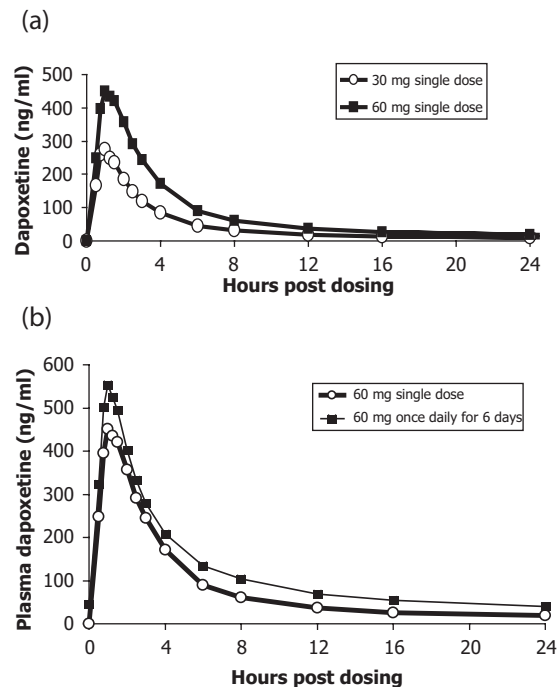 (a)
Dapoxetine (ng/ml)
500
400
300
200
100
0
0 4 8 12 16 20 24
Hours post dosing
30 mg single dose
60 mg single dose
(b)
Plasma dapoxetine (ng/ml)
600
500
400
300
200
100
0
0 4 8 12 16 20 24
Hours post dosing
60 mg single dose
60 mg once daily for 6 days